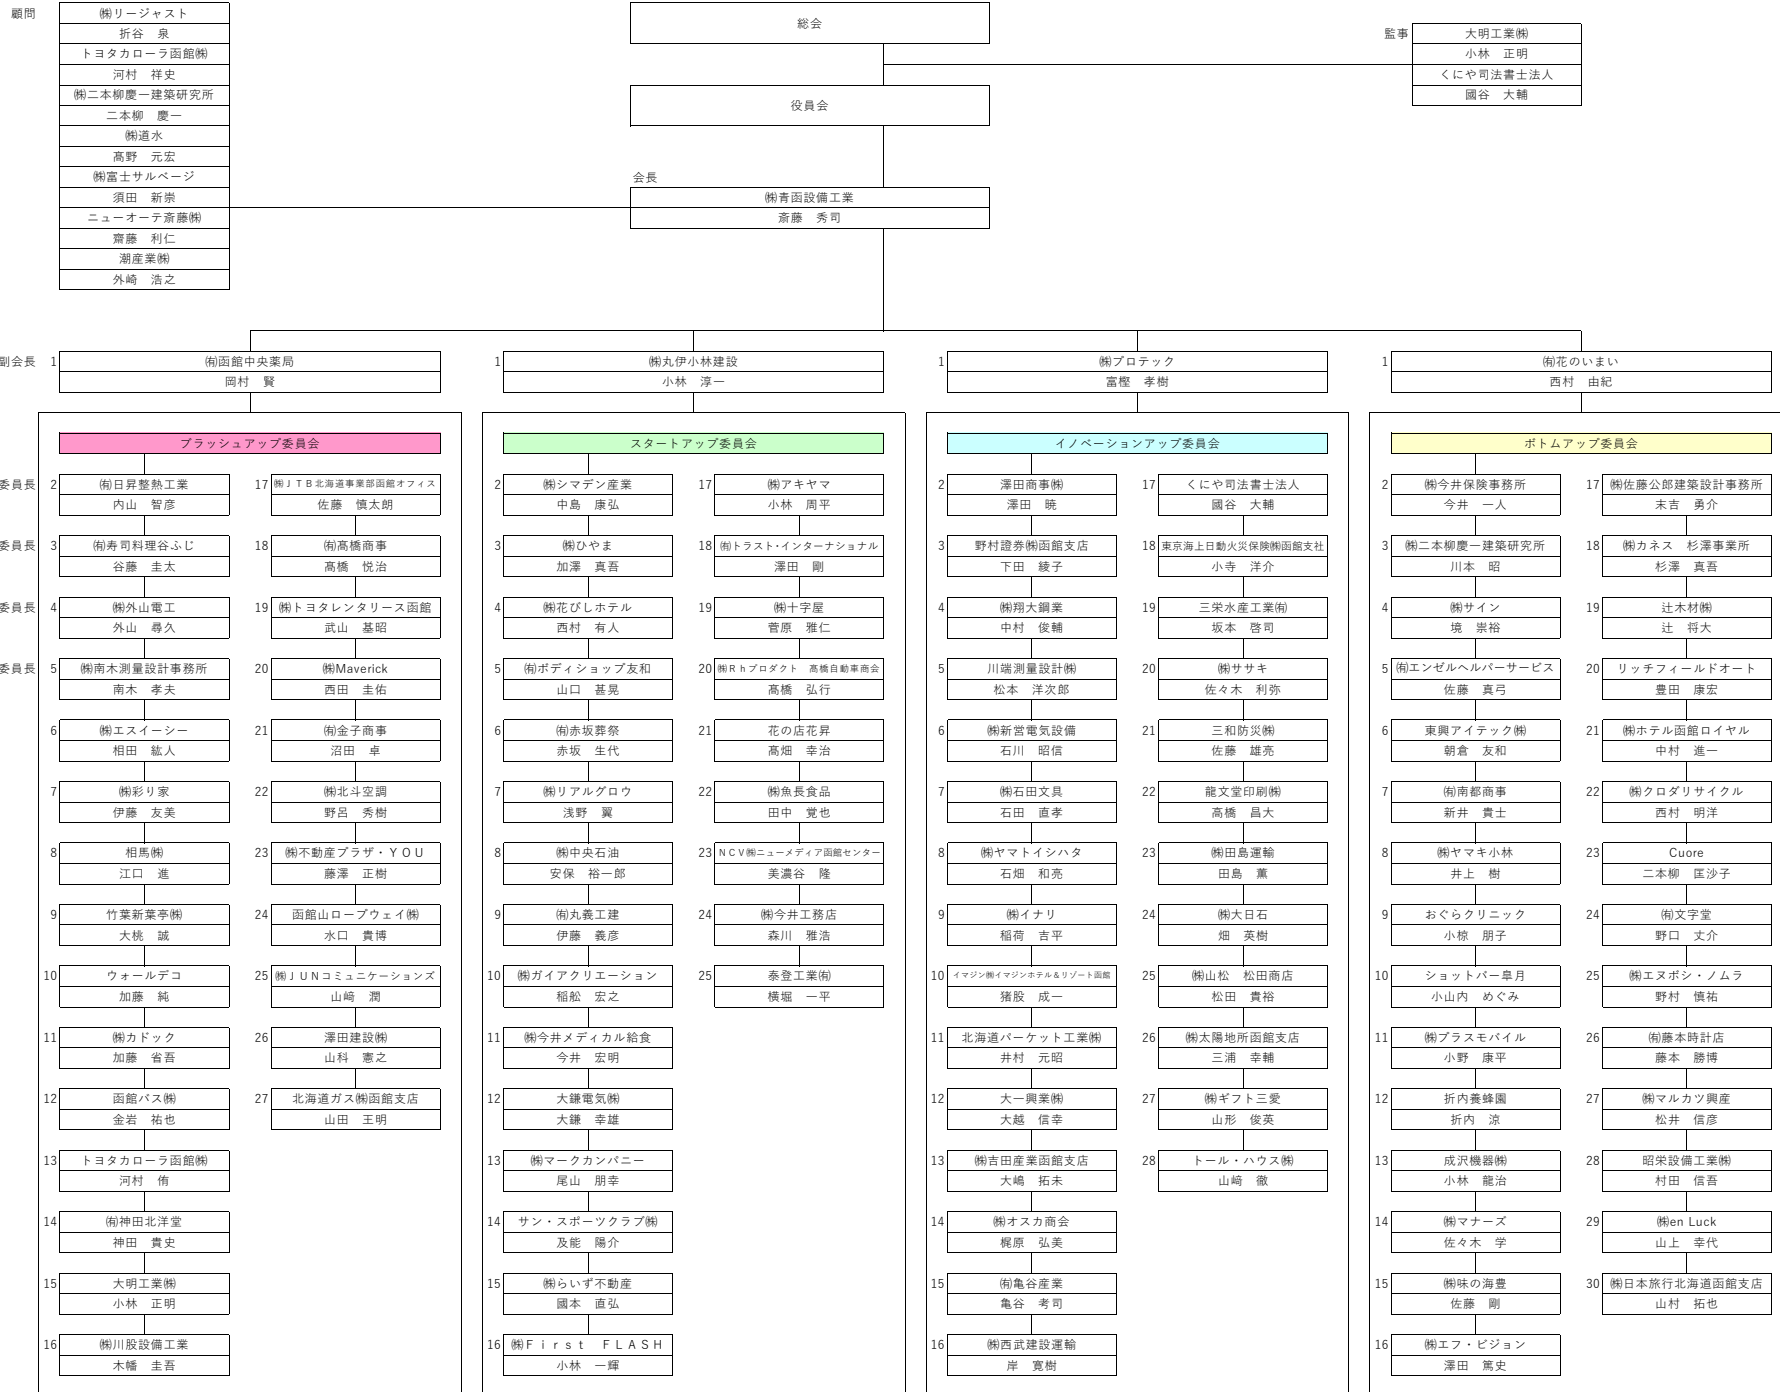 顧問
㈱リージャスト
折谷　泉
トヨタカローラ函館㈱
河村　祥史
㈱二本柳慶一建築研究所
二本柳　慶一
㈱道水
髙野　元宏
㈱富士サルベージ
須田　新崇
ニューオーテ斎藤㈱
齋藤　利仁
潮産業㈱
外崎　浩之
総会
役員会
会長
㈱青函設備工業
斎藤　秀司
監事
大明工業㈱
小林　正明
くにや司法書士法人
國谷　大輔
副会長
1 ㈲函館中央薬局
岡村　賢
1 ㈱丸伊小林建設
小林　淳一
1 ㈱プロテック
富樫　孝樹
1 ㈲花のいまい
西村　由紀
ブラッシュアップ委員会
委員長
2 ㈲日昇整熱工業
内山　智彦
委員長
3 ㈲寿司料理谷ふじ
谷藤　圭太
委員長
4 ㈱外山電工
外山　尋久
委員長
5 ㈱南木測量設計事務所
南木　孝夫
6 ㈱エスイーシー
相田　紘人
7 ㈱彩り家
伊藤　友美
8 相馬㈱
江口　進
9 竹葉新葉亭㈱
大桃　誠
10 ウォールデコ
加藤　純
11 ㈱カドック
加藤　省吾
12 函館バス㈱
金岩　祐也
13 トヨタカローラ函館㈱
河村　侑
14 ㈲神田北洋堂
神田　貴史
15 大明工業㈱
小林　正明
16 ㈱川股設備工業
木幡　圭吾
17 ㈱ＪＴＢ北海道事業部函館オフィス
佐藤　慎太朗
18 ㈲髙橋商事
髙橋　悦治
19 ㈱トヨタレンタリース函館
武山　基昭
20 ㈱Maverick
西田　圭佑
21 ㈲金子商事
沼田　卓
22 ㈱北斗空調
野呂　秀樹
23 ㈱不動産プラザ・ＹＯＵ
藤澤　正樹
24 函館山ロープウェイ㈱
水口　貴博
25 ㈱ＪＵＮコミュニケーションズ
山﨑　潤
26 澤田建設㈱
山科　憲之
27 北海道ガス㈱函館支店
山田　王明
スタートアップ委員会
2 ㈱シマデン産業
中島　康弘
3 ㈱ひやま
加澤　真吾
4 ㈱花びしホテル
西村　有人
5 ㈲ボディショップ友和
山口　甚晃
6 ㈲赤坂葬祭
赤坂　生代
7 ㈱リアルグロウ
浅野　翼
8 ㈱中央石油
安保　裕一郎
9 ㈲丸義工建
伊藤　義彦
10 ㈱ガイアクリエーション
稲舩　宏之
11 ㈱今井メディカル給食
今井　宏明
12 大鎌電気㈱
大鎌　幸雄
13 ㈱マークカンパニー
尾山　朋幸
14 サン・スポーツクラブ㈱
及能　陽介
15 ㈱らいず不動産
國本　直弘
16 ㈱Ｆｉｒｓｔ　ＦＬＡＳＨ
小林　一輝
17 ㈱アキヤマ
小林　周平
18 ㈲トラスト・インターナショナル
澤田　剛
19 ㈱十字屋
菅原　雅仁
20 ㈱Ｒｈプロダクト　髙橋自動車商会
髙橋　弘行
21 花の店花昇
髙畑　幸治
22 ㈱魚長食品
田中　覚也
23 ＮＣＶ㈱ニューメディア函館センター
美濃谷　隆
24 ㈱今井工務店
森川　雅浩
25 泰登工業㈲
横堀　一平
イノベーションアップ委員会
2 澤田商事㈱
澤田　暁
3 野村證券㈱函館支店
下田　綾子
4 ㈱翔大鋼業
中村　俊輔
5 川端測量設計㈱
松本　洋次郎
6 ㈱新営電気設備
石川　昭信
7 ㈱石田文具
石田　直孝
8 ㈱ヤマトイシハタ
石畑　和亮
9 ㈱イナリ
稲荷　吉平
10 イマジン㈱イマジンホテル＆リゾート函館
猪股　成一
11 北海道パーケット工業㈱
井村　元昭
12 大一興業㈱
大越　信幸
13 ㈱吉田産業函館支店
大嶋　拓未
14 ㈱オスカ商会
梶原　弘美
15 ㈲亀谷産業
亀谷　考司
16 ㈱西武建設運輸
岸　寛樹
17 くにや司法書士法人
國谷　大輔
18 東京海上日動火災保険㈱函館支社
小寺　洋介
19 三栄水産工業㈲
坂本　啓司
20 ㈱ササキ
佐々木　利弥
21 三和防災㈱
佐藤　雄亮
22 龍文堂印刷㈱
高橋　昌大
23 ㈱田島運輸
田島　薫
24 ㈱大日石
畑　英樹
25 ㈱山松　松田商店
松田　貴裕
26 ㈱太陽地所函館支店
三浦　幸輔
27 ㈱ギフト三愛
山形　俊英
28 トール・ハウス㈱
山﨑　徹
ボトムアップ委員会
2 ㈱今井保険事務所
今井　一人
3 ㈱二本柳慶一建築研究所
川本　昭
4 ㈱サイン
境　崇裕
5 ㈲エンゼルヘルパーサービス
佐藤　真弓
6 東興アイテック㈱
朝倉　友和
7 ㈲南都商事
新井　貴士
8 ㈱ヤマキ小林
井上　樹
9 おぐらクリニック
小椋　朋子
10 ショットバー皐月
小山内　めぐみ
11 ㈱プラスモバイル
小野　康平
12 折内養蜂園
折内　涼
13 成沢機器㈱
小林　龍治
14 ㈱マナーズ
佐々木　学
15 ㈱味の海豊
佐藤　剛
16 ㈱エフ・ビジョン
澤田　篤史
17 ㈱佐藤公郎建築設計事務所
末吉　勇介
18 ㈱カネス　杉澤事業所
杉澤　真吾
19 辻木材㈱
辻　将大
20 リッチフィールドオート
豊田　康宏
21 ㈱ホテル函館ロイヤル
中村　進一
22 ㈱クロダリサイクル
西村　明洋
23 Cuore
二本柳　匡沙子
24 ㈲文字堂
野口　丈介
25 ㈱エヌボシ・ノムラ
野村　慎祐
26 ㈲藤本時計店
藤本　勝博
27 ㈱マルカツ興産
松井　信彦
28 昭栄設備工業㈱
村田　信吾
29 ㈱en Luck
山上　幸代
30 ㈱日本旅行北海道函館支店
山村　拓也